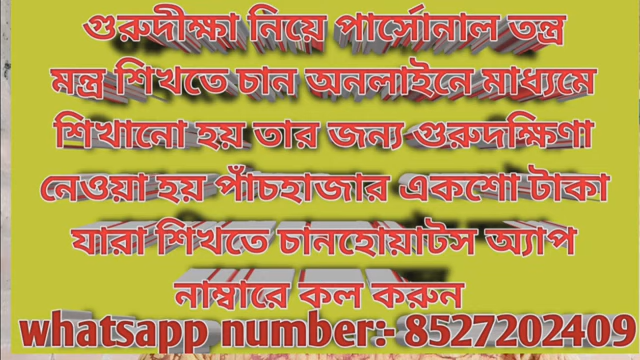 গুরুদীক্ষা নিয়ে পার্সোনাল তন্ত্র
মন্ত্র শিখতে চান অনলাইনে মাধ্যমে
শিখানো হয় তার জন্য গুরুদক্ষিণা
নেওয়া হয় পাঁচহাজার একশো টাকা
যারা শিখতে চানহোয়াটস অ্যাপ
নাম্বারে কল করুন
whatsapp number:- 8527202409